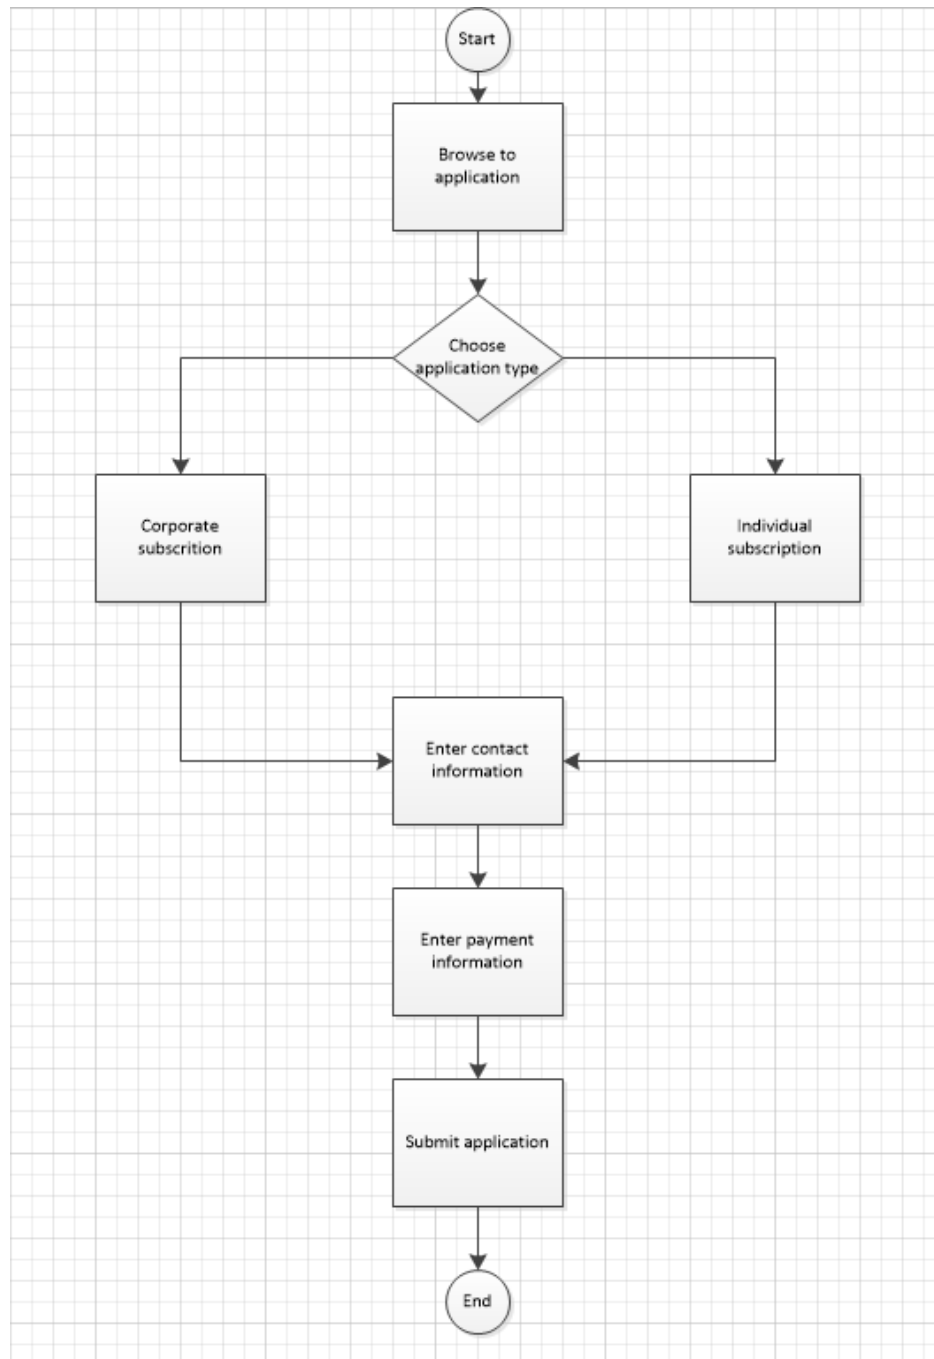 Start
Browse to
application
Choose
application type
Corporate
subscrition
Individual
subscription
Enter contact
information
Enter payment
information
Submit application
End